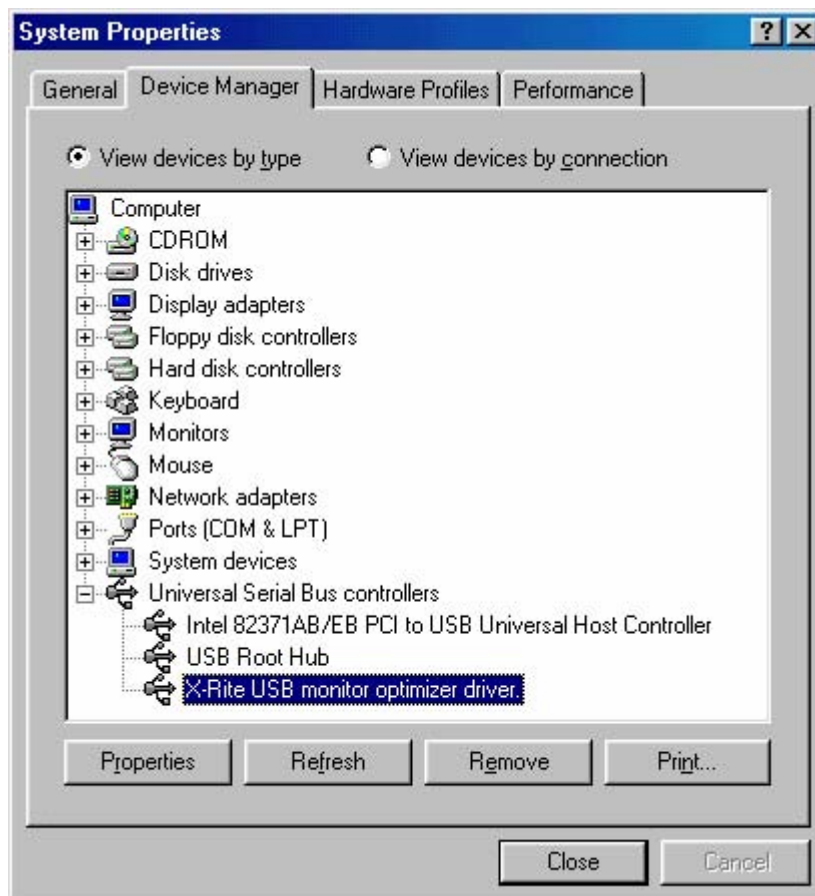 System Properties
General Device Manager Hardware Profiles Performance
View devices by type View devices by connection
Computer
CDROM
Disk drives
Display adapters
Floppy disk controllers
Hard disk controllers
Keyboard
Monitors
Mouse
Network adapters
Ports (COM & LPT)
System devices
Universal Serial Bus controllers
Intel 82371AB/EB PCI to USB Universal Host Controller
USB Root Hub
X-Rite USB monitor optimizer driver.
Properties Refresh Remove Print...
Close Cancel